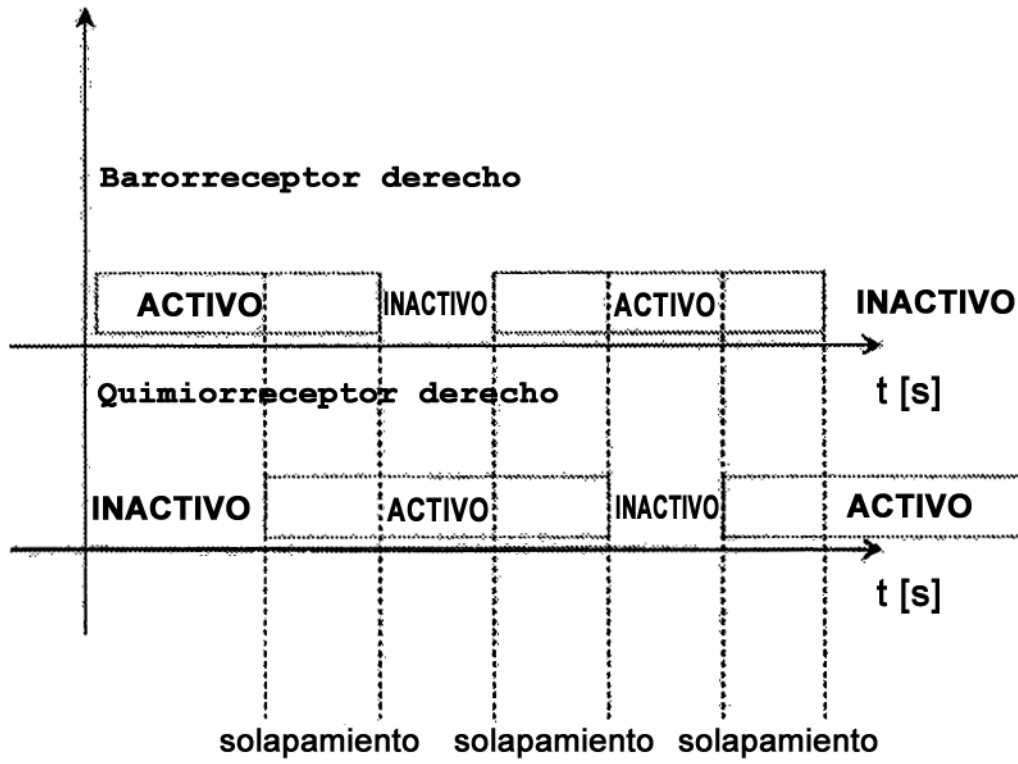 Barorreceptor derecho
ACTIVO INACTIVO ACTIVO INACTIVO
t [s]
Quimiorreceptor derecho
INACTIVO ACTIVO INACTIVO ACTIVO
t [s]
solapamiento solapamiento solapamiento